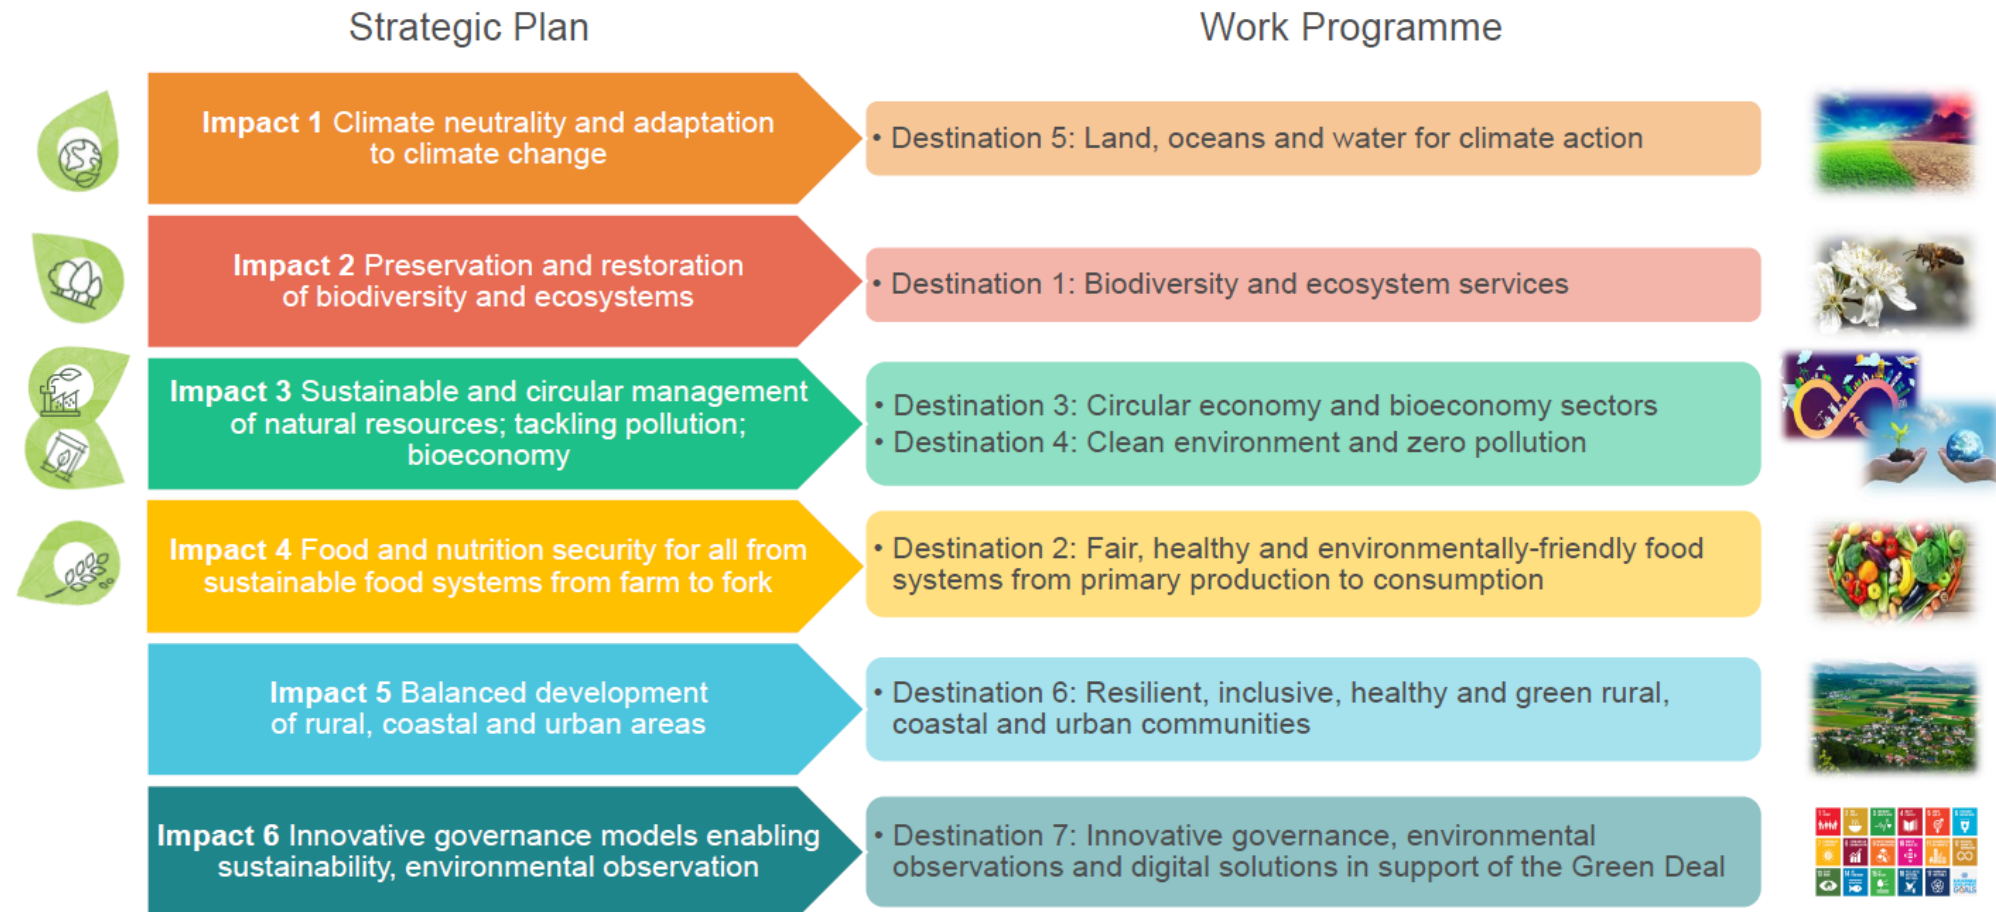 Strategic Plan
Work Programme
Impact 1 Climate neutrality and adaptation
to climate change
• Destination 5: Land, oceans and water for climate action
Impact 2 Preservation and restoration
of biodiversity and ecosystems
• Destination 1: Biodiversity and ecosystem services
Impact 3 Sustainable and circular management
of natural resources; tackling pollution;
bioeconomy
• Destination 3: Circular economy and bioeconomy sectors
• Destination 4: Clean environment and zero pollution
Impact 4 Food and nutrition security for all from
sustainable food systems from farm to fork
• Destination 2: Fair, healthy and environmentally-friendly food
systems from primary production to consumption
Impact 5 Balanced development
of rural, coastal and urban areas
• Destination 6: Resilient, inclusive, healthy and green rural,
coastal and urban communities
Impact 6 Innovative governance models enabling
sustainability, environmental observation
• Destination 7: Innovative governance, environmental
observations and digital solutions in support of the Green Deal